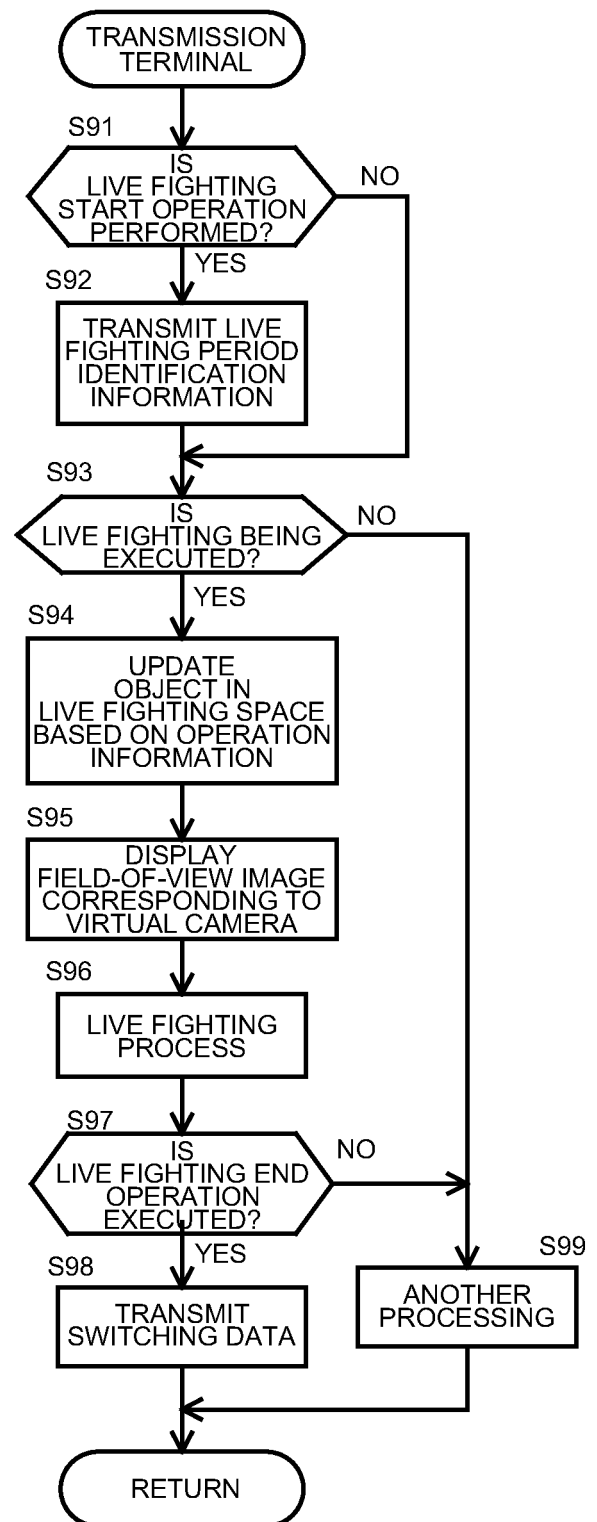 TRANSMISSION
TERMINAL
S91
IS
LIVE FIGHTING
START OPERATION
PERFORMED?
NO
YES
S92
TRANSMIT LIVE
FIGHTING PERIOD
IDENTIFICATION
INFORMATION
S93
IS
LIVE FIGHTING BEING
EXECUTED?
NO
YES
S94
UPDATE
OBJECT IN
LIVE FIGHTING SPACE
BASED ON OPERATION
INFORMATION
S95
DISPLAY
FIELD-OF-VIEW IMAGE
CORRESPONDING TO
VIRTUAL CAMERA
S96
LIVE FIGHTING
PROCESS
S97
IS
LIVE FIGHTING END
OPERATION
EXECUTED?
NO
YES
S98
TRANSMIT
SWITCHING DATA
S99
ANOTHER
PROCESSING
RETURN